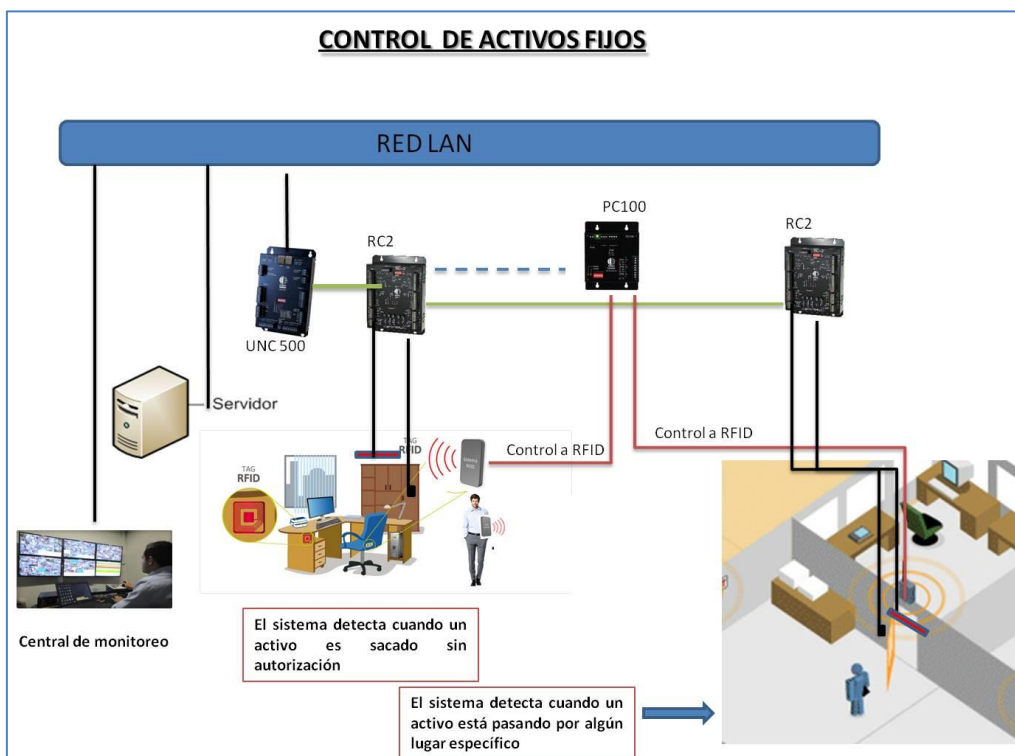 CONTROL DE ACTIVOS FIJOS
RED LAN
PC100
RC2
RC2
UNC 500
Servidor
TAG
RFID
TAG
RFID
Control a RFID
Control a RFID
Central de monitoreo
El sistema detecta cuando un
activo es sacado sin
autorización
El sistema detecta cuando un
activo está pasando por algún
lugar específico